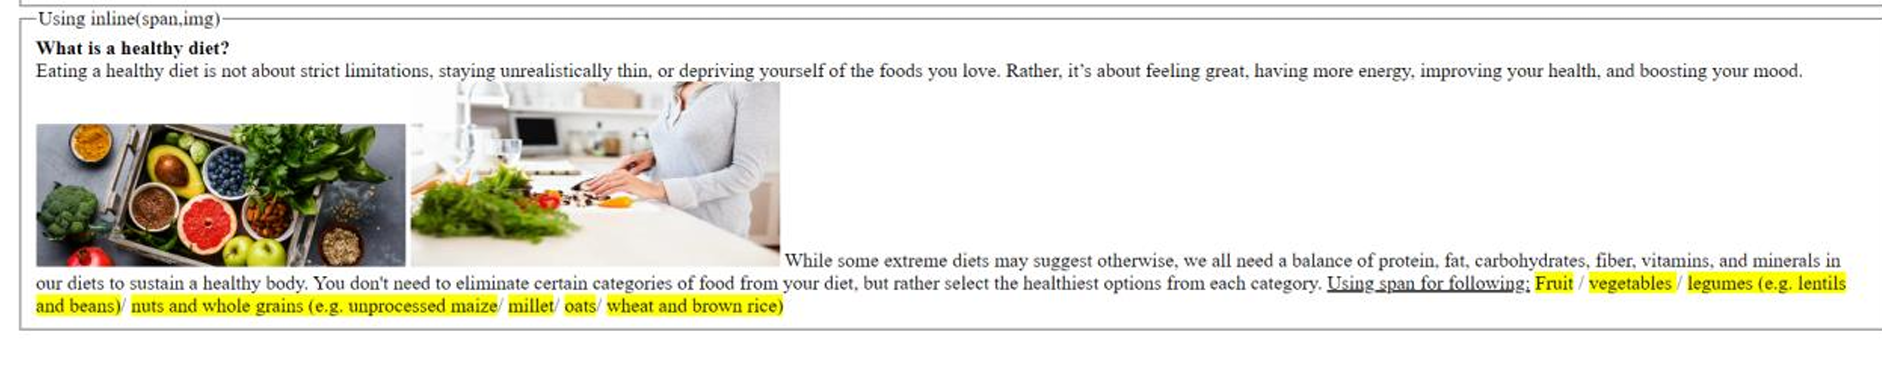 Using inline(span,img)
What is a healthy diet?
Eating a healthy diet is not about strict limitations, staying unrealistically thin, or depriving yourself of the foods you love. Rather, it’s about feeling great, having more energy, improving your health, and boosting your mood.
While some extreme diets may suggest otherwise, we all need a balance of protein, fat, carbohydrates, fiber, vitamins, and minerals in
our diets to sustain a healthy body. You don't need to eliminate certain categories of food from your diet, but rather select the healthiest options from each category. Using span for following: Fruit / vegetables / legumes (e.g. lentils
and beans)/ nuts and whole grains (e.g. unprocessed maize/ millet/ oats/ wheat and brown rice)